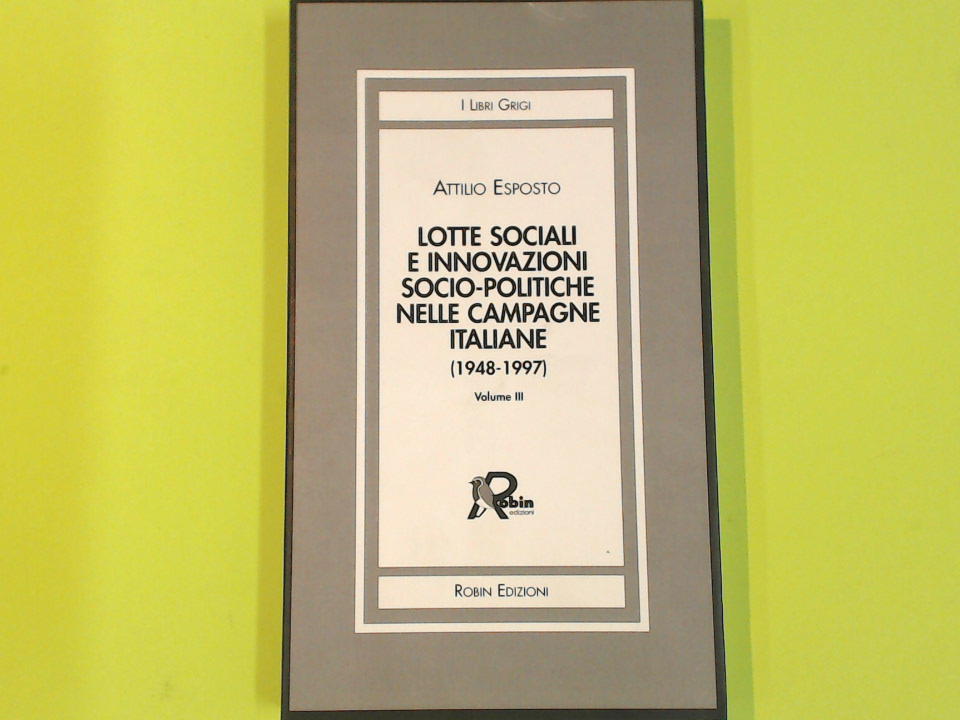 I Libri Grigi
Attilio Esposto
LOTTE SOCIALI
E INNOVAZIONI
SOCIO-POLITICHE
NELLE CAMPAGNE
ITALIANE
(1948-1997)
Volume III
Robin
edizioni
Robin Edizioni